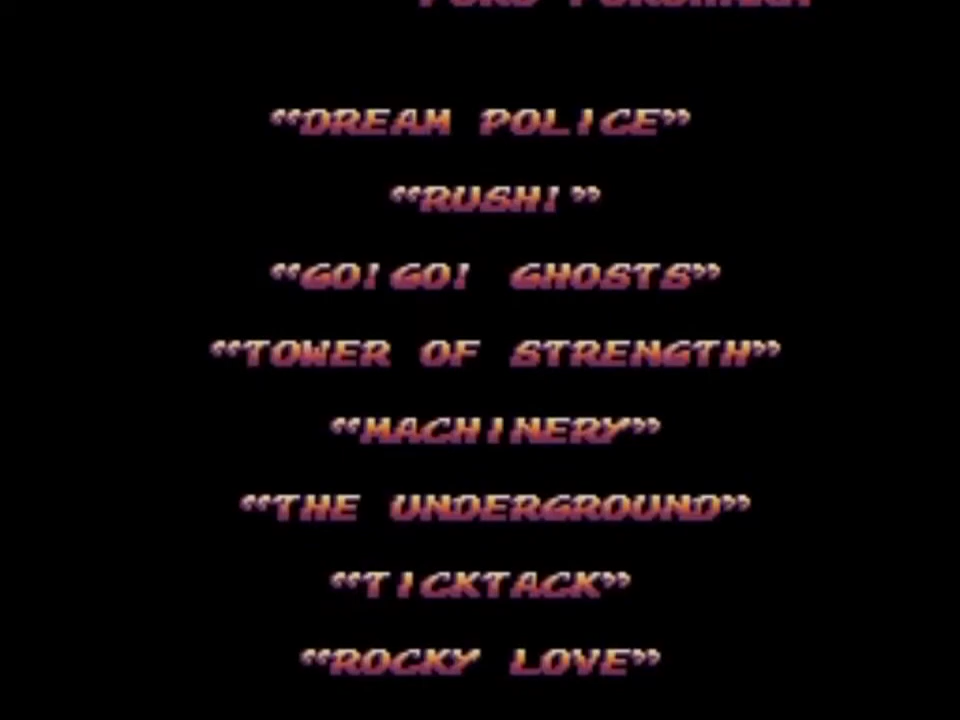 “DREAM POLICE”
“RUSH!”
“GO!GO! GHOSTS”
“TOWER OF STRENGTH”
“MACHINERY”
“THE UNDERGROUND”
“TICKTACK”
“ROCKY LOVE”